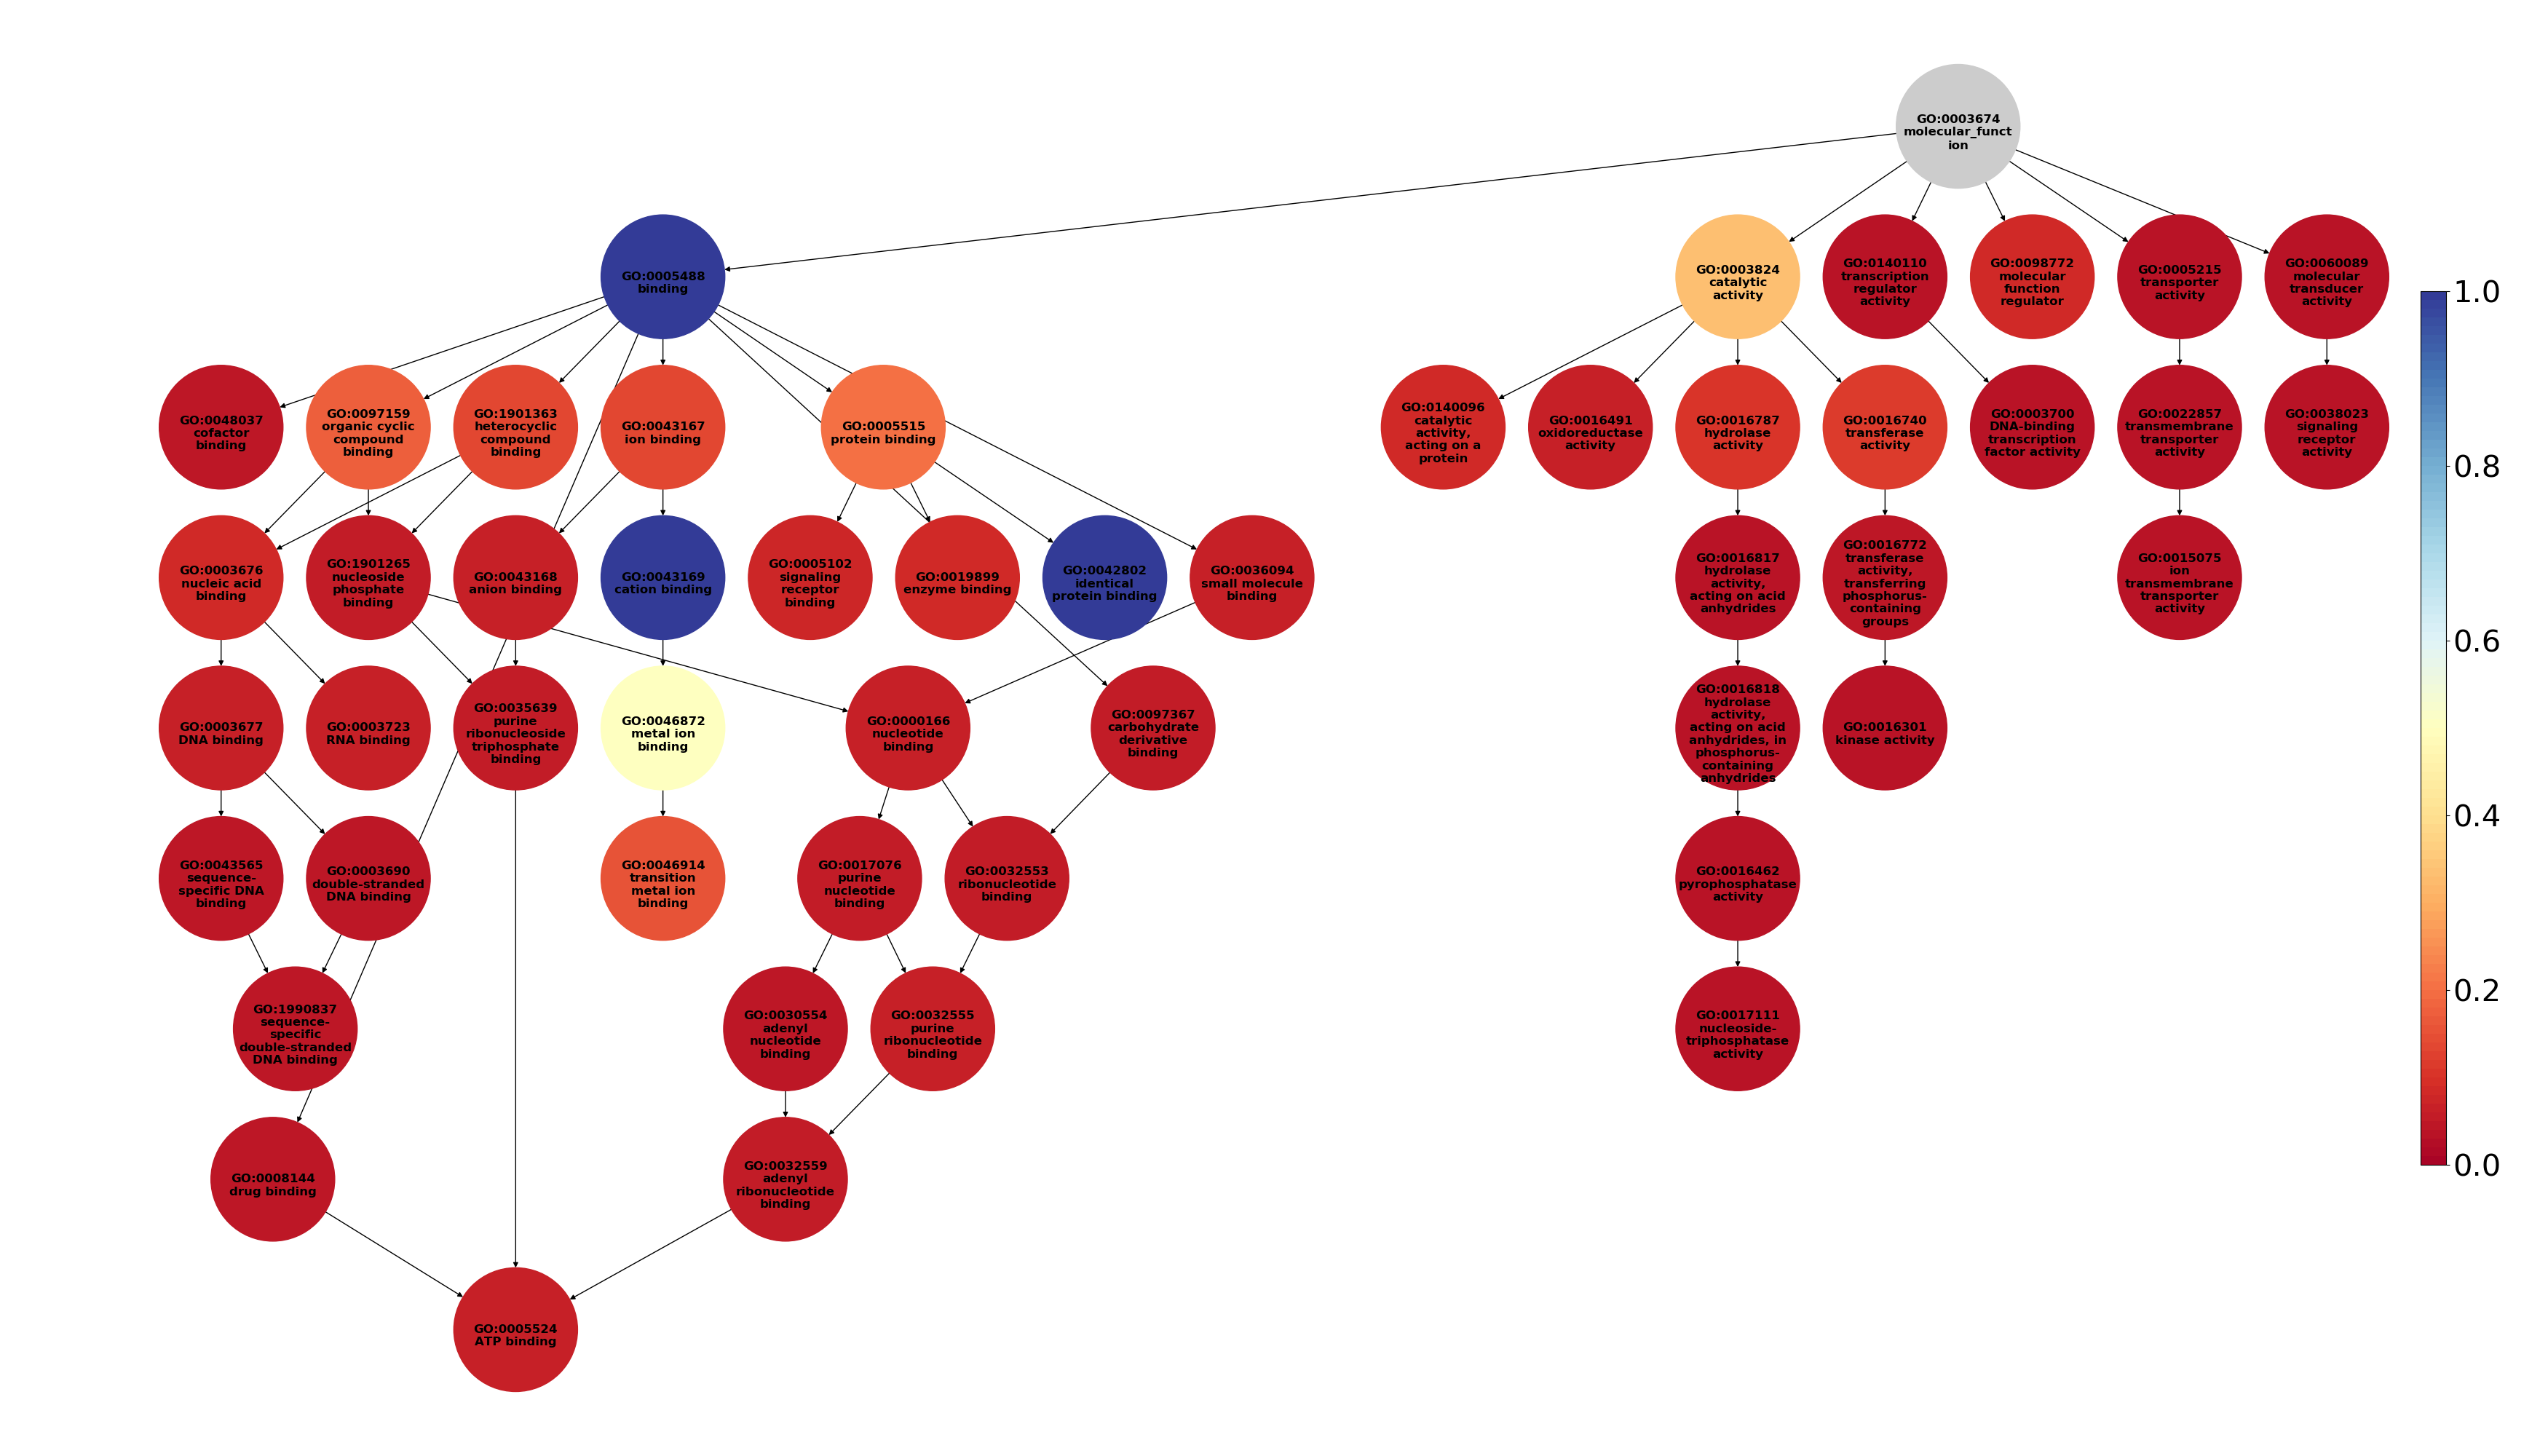 GO:0003674
molecular_funct
ion
GO:0005488
binding
GO:0003824
catalytic
activity
GO:0140110
transcription
regulator
activity
GO:0098772
molecular
function
regulator
GO:0005215
transporter
activity
GO:0060089
molecular
transducer
activity
GO:0048037
cofactor
binding
GO:0097159
organic cyclic
compound
binding
GO:1901363
heterocyclic
compound
binding
GO:0043167
ion binding
GO:0005515
protein binding
GO:0140096
catalytic
activity,
acting on a
protein
GO:0016491
oxidoreductase
activity
GO:0016787
hydrolase
activity
GO:0016740
transferase
activity
GO:0003700
DNA-binding
transcription
factor activity
GO:0022857
transmembrane
transporter
activity
GO:0038023
signaling
receptor
activity
GO:0003676
nucleic acid
binding
GO:1901265
nucleoside
phosphate
binding
GO:0043168
anion binding
GO:0043169
cation binding
GO:0005102
signaling
receptor
binding
GO:0019899
enzyme binding
GO:0042802
identical
protein binding
GO:0036094
small molecule
binding
GO:0016817
hydrolase
activity,
acting on acid
anhydrides
GO:0016772
transferase
activity,
transferring
phosphorus-
containing
groups
GO:0015075
ion
transmembrane
transporter
activity
GO:0003677
DNA binding
GO:0003723
RNA binding
GO:0035639
purine
ribonucleoside
triphosphate
binding
GO:0046872
metal ion
binding
GO:0000166
nucleotide
binding
GO:0097367
carbohydrate
derivative
binding
GO:0016818
hydrolase
activity,
acting on acid
anhydrides, in
phosphorus-
containing
anhydrides
GO:0016301
kinase activity
GO:0043565
sequence-
specific DNA
binding
GO:0003690
double-stranded
DNA binding
GO:0046914
transition
metal ion
binding
GO:0017076
purine
nucleotide
binding
GO:0032553
ribonucleotide
binding
GO:0016462
pyrophosphatase
activity
GO:1990837
sequence-
specific
double-stranded
DNA binding
GO:0030554
adenyl
nucleotide
binding
GO:0032555
purine
ribonucleotide
binding
GO:0017111
nucleoside-
triphosphatase
activity
GO:0008144
drug binding
GO:0032559
adenyl
ribonucleotide
binding
GO:0005524
ATP binding
1.0
0.8
0.6
0.4
0.2
0.0